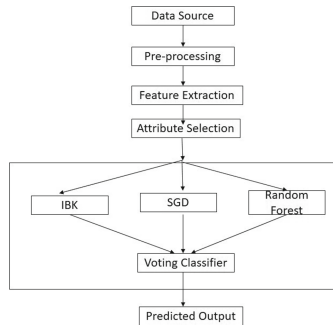 Data Source
Pre-processing
Feature Extraction
Attribute Selection
IBK
SGD
Random
Forest
Voting Classifier
Predicted Output